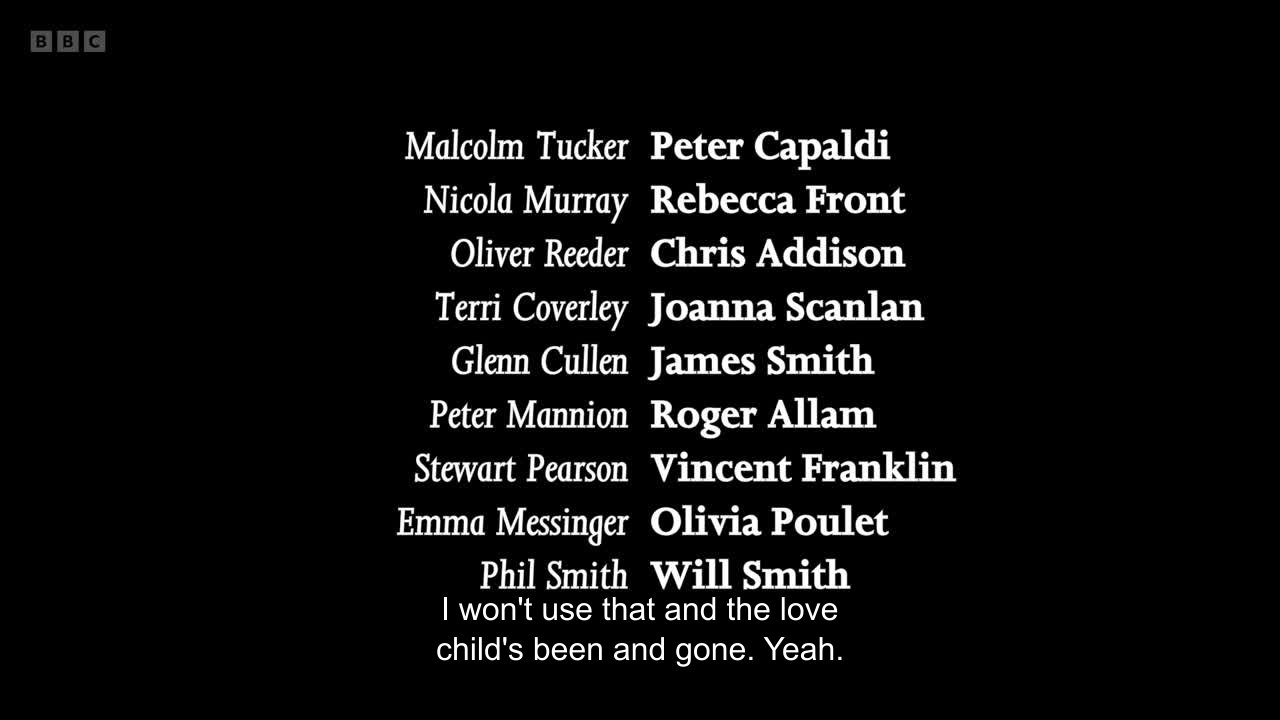 BBC
Malcolm Tucker Peter Capaldi
Nicola Murray Rebecca Front
Oliver Reeder Chris Addison
Terri Coverley Joanna Scanlan
Glenn Cullen James Smith
Peter Mannion Roger Allam
Stewart Pearson Vincent Franklin
Emma Messinger Olivia Poulet
Phil Smith Will Smith
I won't use that and the love
child's been and gone. Yeah.